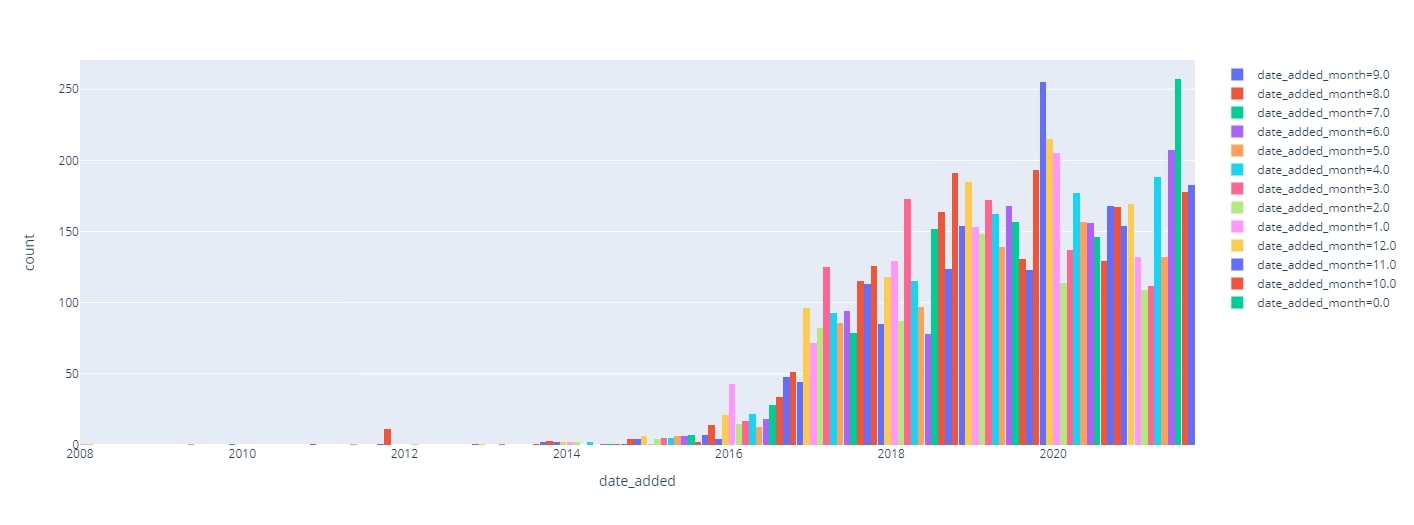 250
200
150
100
50
0
count
2008
2010
2012
2014
2016
2018
2020
date_added
date_added_month=9.0
date_added_month=8.0
date_added_month=7.0
date_added_month=6.0
date_added_month=5.0
date_added_month=4.0
date_added_month=3.0
date_added_month=2.0
date_added_month=1.0
date_added_month=12.0
date_added_month=11.0
date_added_month=10.0
date_added_month=0.0